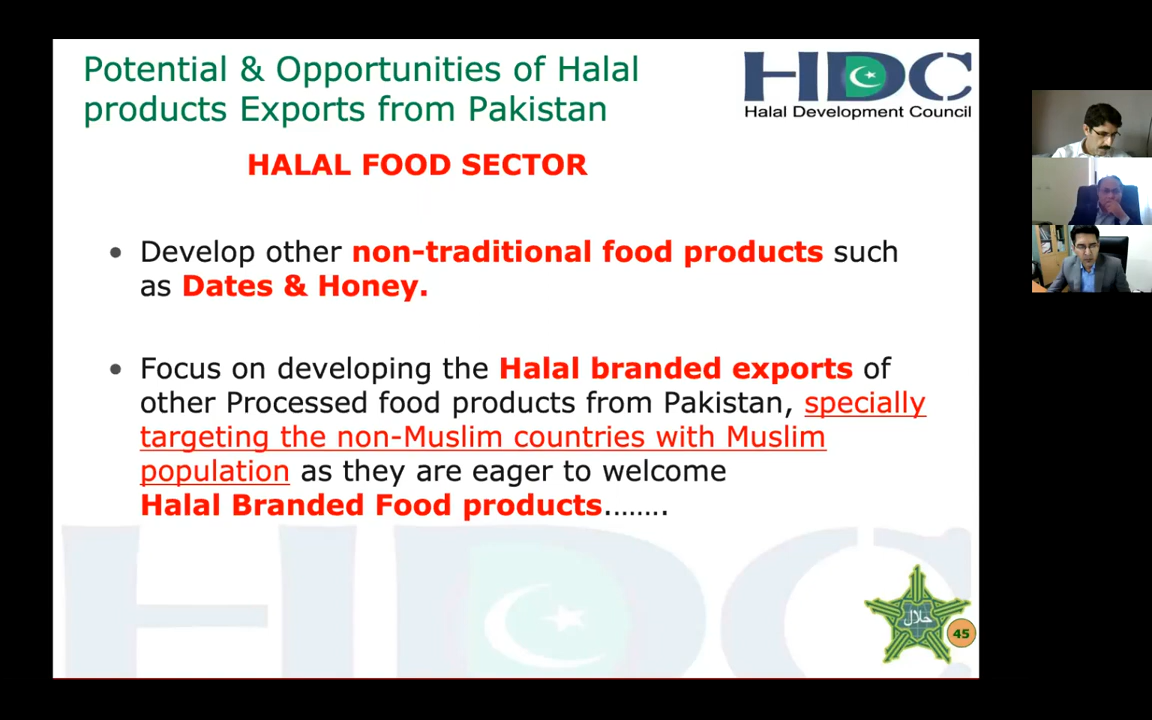 Potential & Opportunities of Halal
products Exports from Pakistan
HDC
Halal Development Council
HALAL FOOD SECTOR
• Develop other non-traditional food products such
as Dates & Honey.
• Focus on developing the Halal branded exports of
other Processed food products from Pakistan, specially
targeting the non-Muslim countries with Muslim
population as they are eager to welcome
Halal Branded Food products........
HDC
حلال
45